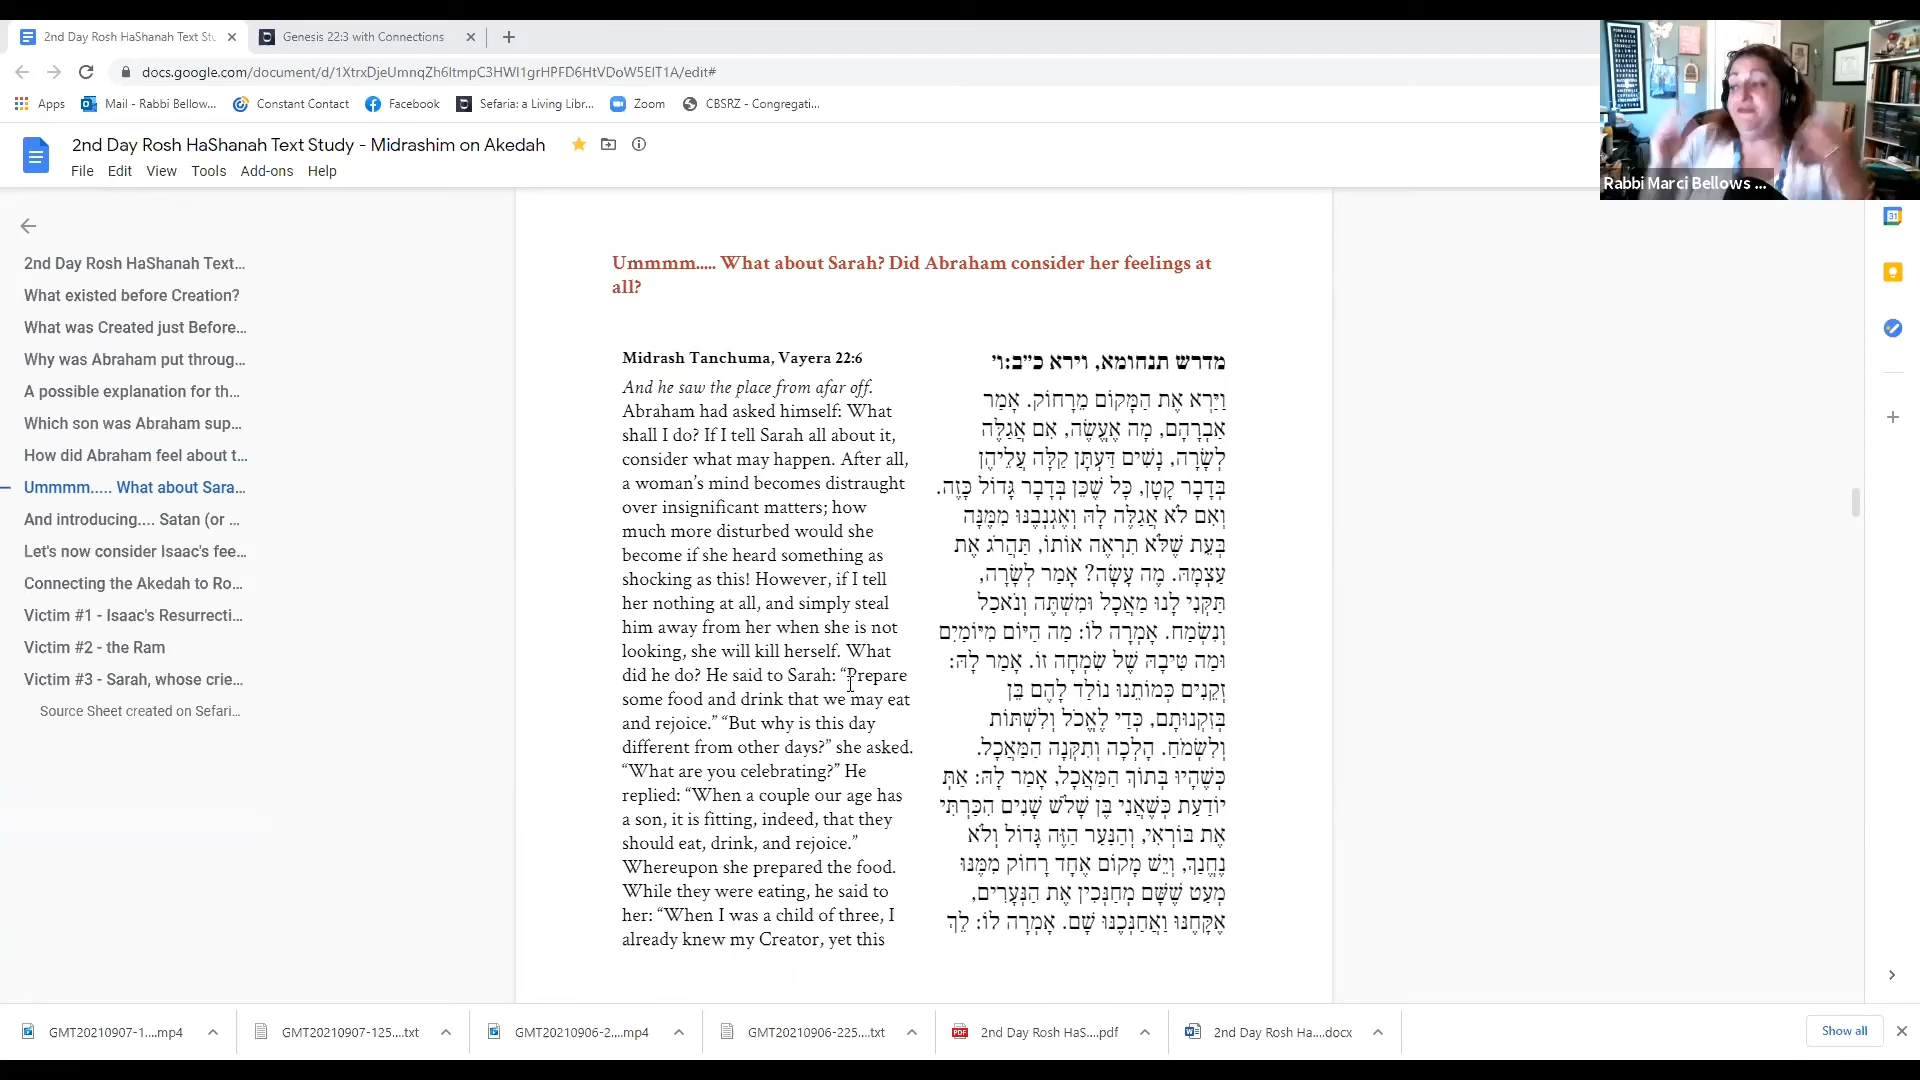 2nd Day Rosh HaShanah Text Stu
Genesis 22:3 with Connections
docs.google.com/document/d/1XtrxDjeUmnqZh6ltmpC3HWl1grHPFD6HtVDoW5ElT1A/edit#
Apps
Mail - Rabbi Bellow...
Constant Contact
Facebook
Sefaria: a Living Libr...
Zoom
CBSRZ - Congregati...
2nd Day Rosh HaShanah Text Study - Midrashim on Akedah
File Edit View Tools Add-ons Help
Rabbi Marci Bellows ...
31
2nd Day Rosh HaShanah Text...
What existed before Creation?
What was Created just Before...
Why was Abraham put throug...
A possible explanation for th...
Which son was Abraham sup...
How did Abraham feel about t...
Ummmm..... What about Sara...
And introducing.... Satan (or ...
Let's now consider Isaac's fee...
Connecting the Akedah to Ro...
Victim #1 - Isaac's Resurrecti...
Victim #2 - the Ram
Victim #3 - Sarah, whose crie...
Source Sheet created on Sefari...
Ummmm..... What about Sarah? Did Abraham consider her feelings at
all?
Midrash Tanchuma, Vayera 22:6
And he saw the place from afar off.
Abraham had asked himself: What
shall I do? If I tell Sarah all about it,
consider what may happen. After all,
a woman’s mind becomes distraught
over insignificant matters; how
much more disturbed would she
become if she heard something as
shocking as this! However, if I tell
her nothing at all, and simply steal
him away from her when she is not
looking, she will kill herself. What
did he do? He said to Sarah: “Prepare
some food and drink that we may eat
and rejoice.” “But why is this day
different from other days?” she asked.
“What are you celebrating?” He
replied: “When a couple our age has
a son, it is fitting, indeed, that they
should eat, drink, and rejoice.”
Whereupon she prepared the food.
While they were eating, he said to
her: “When I was a child of three, I
already knew my Creator, yet this
מדרש תנחומא, וירא כ״ב:ו׳
וַיַּרְא אֶת הַמָּקוֹם מֵרָחוֹק. אָמַר
אַבְרָהָם, מָה אֶעֱשֶׂה, אִם אֲגַלֶּה
לְשָׂרָה, נָשִׁים דַּעְתָּן קַלָּה עֲלֵיהֶן
בְּדָבָר קָטָן, כָּל שֶׁכֵּן בְּדָבָר גָּדוֹל כָּזֶה.
וְאִם לֹא אֲגַלֶּה לָהּ וְאֶגְנְבֶנּוּ מִמֶּנָּה
בְּעֵת שֶׁלֹּא תִרְאֶה אוֹתוֹ, תַּהֲרֹג אֶת
עַצְמָהּ. מֶה עָשָׂה? אָמַר לְשָׂרָה,
תַּקְּנִי לָנוּ מַאֲכָל וּמִשְׁתֶּה וְנֹאכַל
וְנִשְׂמַח. אָמְרָה לוֹ: מַה הַיּוֹם מִיּוֹמַיִם
וּמַה טִּיבָהּ שֶׁל שִׂמְחָה זוֹ. אָמַר לָהּ:
זְקֵנִים כְּמוֹתֵנוּ נוֹלַד לָהֶם בֵּן
בְּזִקְנוּתָם, כְּדַי לֶאֱכֹל וְלִשְׁתּוֹת
וְלִשְׂמֹחַ. הָלְכָה וְתִקְּנָה הַמַּאֲכָל.
כְּשֶׁהָיוּ בְּתוֹךְ הַמַּאֲכָל, אָמַר לָהּ: אַתְּ
יוֹדַעַת כְּשֶׁאֲנִי בֶּן שָׁלֹשׁ שָׁנִים הִכַּרְתִּי
אֶת בּוֹרְאִי, וְהַנַּעַר הַזֶּה גָּדוֹל וְלֹא
נֶחֱנַךְ, וְיֵשׁ מָקוֹם אֶחָד רָחוֹק מִמֶּנּוּ
מְעַט שֶׁשָּׁם מְחַנְּכִין אֶת הַנְּעָרִים,
אֶקָּחֶנּוּ וַאֲחַנְּכֶנּוּ שָׁם. אָמְרָה לוֹ: לֵךְ
GMT20210907-1....mp4
GMT20210907-125....txt
GMT20210906-2....mp4
GMT20210906-225....txt
2nd Day Rosh HaS....pdf
2nd Day Rosh Ha....docx
Show all